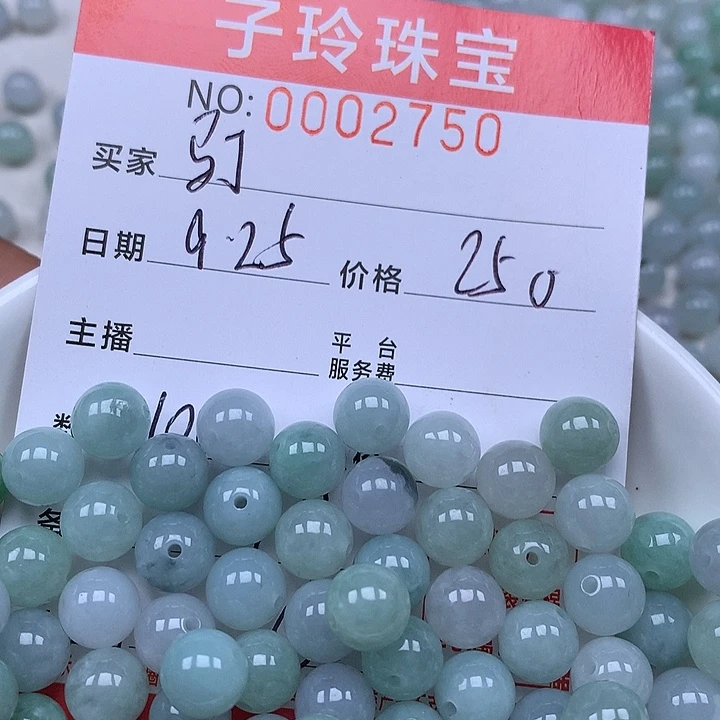 子玲珠宝
NO:0002750
买家
日期 9.25 价格 250
主播 平台
服务费
数 10